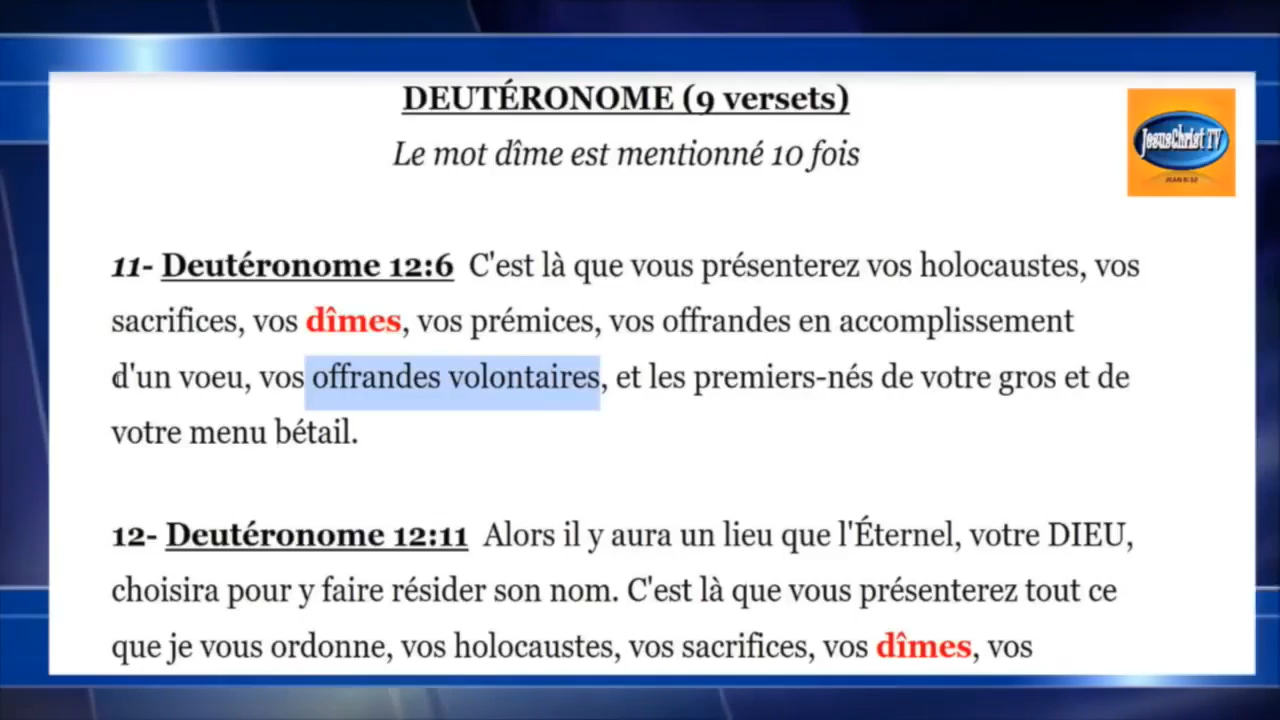 DEUTÉRONOME (9 versets)
Le mot dîme est mentionné 10 fois
JesusChrist TV
JEAN 8:32
11- Deutéronome 12:6 C'est là que vous présenterez vos holocaustes, vos
sacrifices, vos dîmes, vos prémices, vos offrandes en accomplissement
d'un voeu, vos offrandes volontaires, et les premiers-nés de votre gros et de
votre menu bétail.
12- Deutéronome 12:11 Alors il y aura un lieu que l'Éternel, votre DIEU,
choisira pour y faire résider son nom. C'est là que vous présenterez tout ce
que je vous ordonne, vos holocaustes, vos sacrifices, vos dîmes, vos